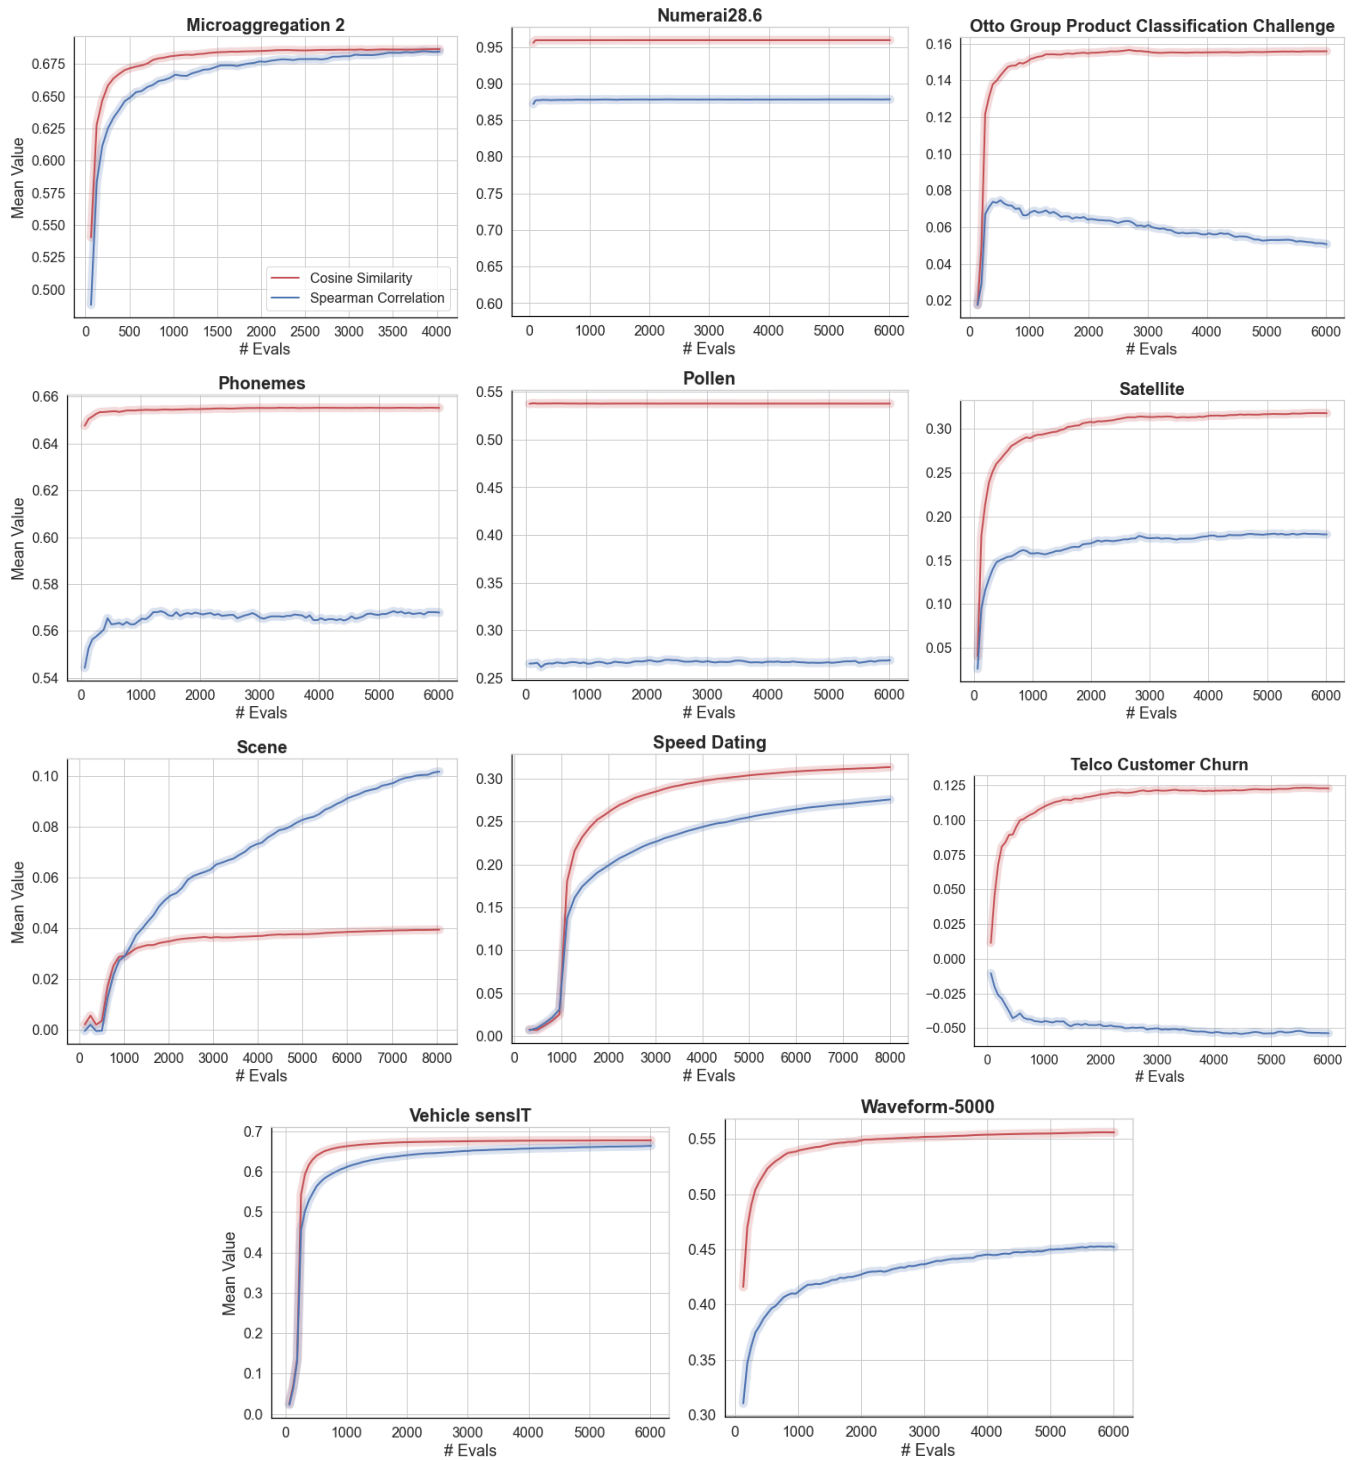 Microaggregation 2
Mean Value
0.675
0.650
0.625
0.600
0.575
0.550
0.525
0.500
Cosine Similarity
Spearman Correlation
0 500 1000 1500 2000 2500 3000 3500 4000
# Evals
Numerai28.6
0.95
0.90
0.85
0.80
0.75
0.70
0.65
0.60
0 1000 2000 3000 4000 5000 6000
# Evals
Otto Group Product Classification Challenge
0.16
0.14
0.12
0.10
0.08
0.06
0.04
0.02
0 1000 2000 3000 4000 5000 6000
# Evals
Phonemes
Mean Value
0.66
0.64
0.62
0.60
0.58
0.56
0.54
0 1000 2000 3000 4000 5000 6000
# Evals
Pollen
0.55
0.50
0.45
0.40
0.35
0.30
0.25
0 1000 2000 3000 4000 5000 6000
# Evals
Satellite
0.30
0.25
0.20
0.15
0.10
0.05
0 1000 2000 3000 4000 5000 6000
# Evals
Scene
Mean Value
0.10
0.08
0.06
0.04
0.02
0.00
0 1000 2000 3000 4000 5000 6000 7000 8000
# Evals
Speed Dating
0.30
0.25
0.20
0.15
0.10
0.05
0.00
0 1000 2000 3000 4000 5000 6000 7000 8000
# Evals
Telco Customer Churn
0.125
0.100
0.075
0.050
0.025
0.000
−0.025
−0.050
0 1000 2000 3000 4000 5000 6000
# Evals
Vehicle sensIT
Mean Value
0.7
0.6
0.5
0.4
0.3
0.2
0.1
0.0
0 1000 2000 3000 4000 5000 6000
# Evals
Waveform-5000
0.55
0.50
0.45
0.40
0.35
0.30
0 1000 2000 3000 4000 5000 6000
# Evals